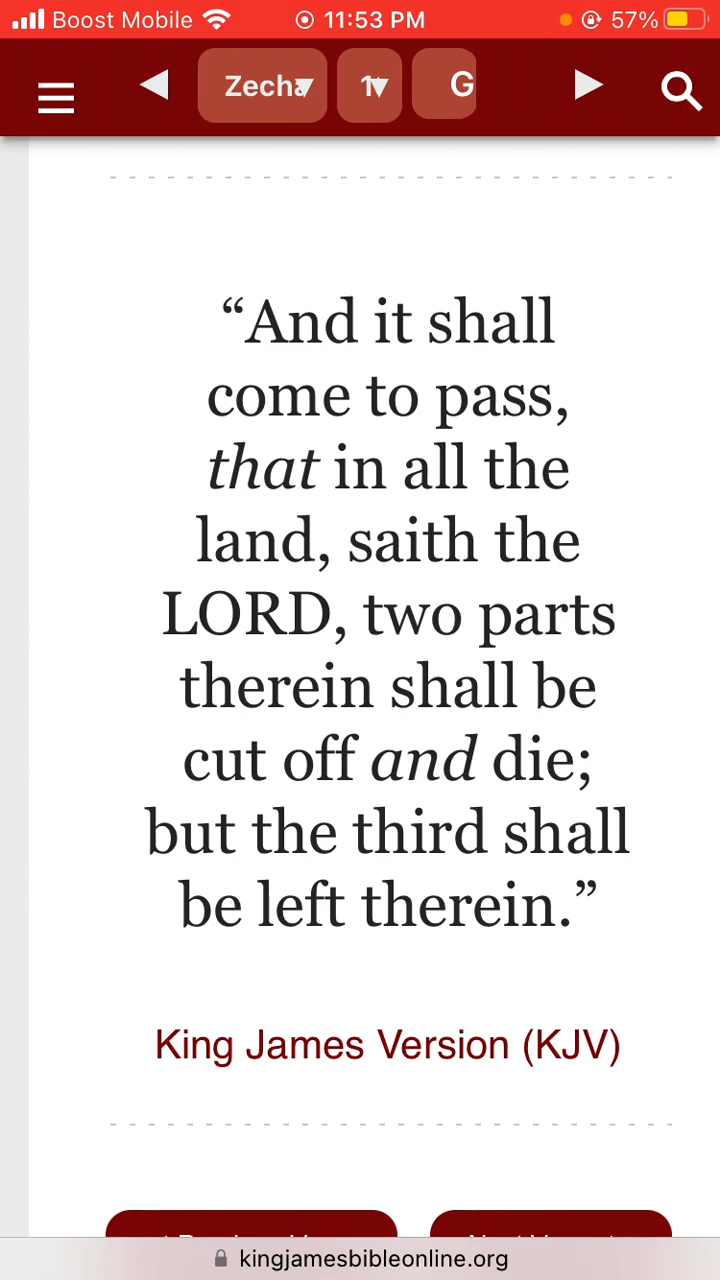 Boost Mobile 11:53 PM 57%
“And it shall
come to pass,
that in all the
land, saith the
LORD, two parts
therein shall be
cut off and die;
but the third shall
be left therein.”
King James Version (KJV)
kingjamesbibleonline.org